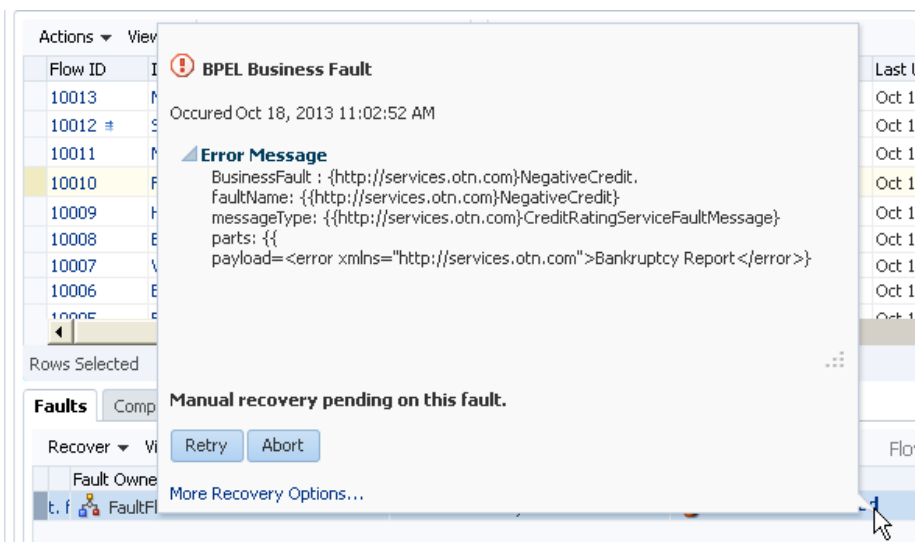 Actions View
Flow ID
Last
10013
Oct 1
10012
Oct 1
10011
Oct 1
10010
Oct 1
10009
Oct 1
10008
Oct 1
10007
Oct 1
10006
Oct 1
BPEL Business Fault
Occured Oct 18, 2013 11:02:52 AM
Error Message
BusinessFault : {http://services.otn.com}NegativeCredit.
faultName: {{http://services.otn.com}NegativeCredit}
messageType: {{http://services.otn.com}CreditRatingServiceFaultMessage}
parts: {{
payload=<error xmlns="http://services.otn.com">Bankruptcy Report</error>}
Manual recovery pending on this fault.
Retry Abort
More Recovery Options...
Rows Selected
Faults Comp
Recover Vi
Flo
Fault Owne
t. f FaultFl